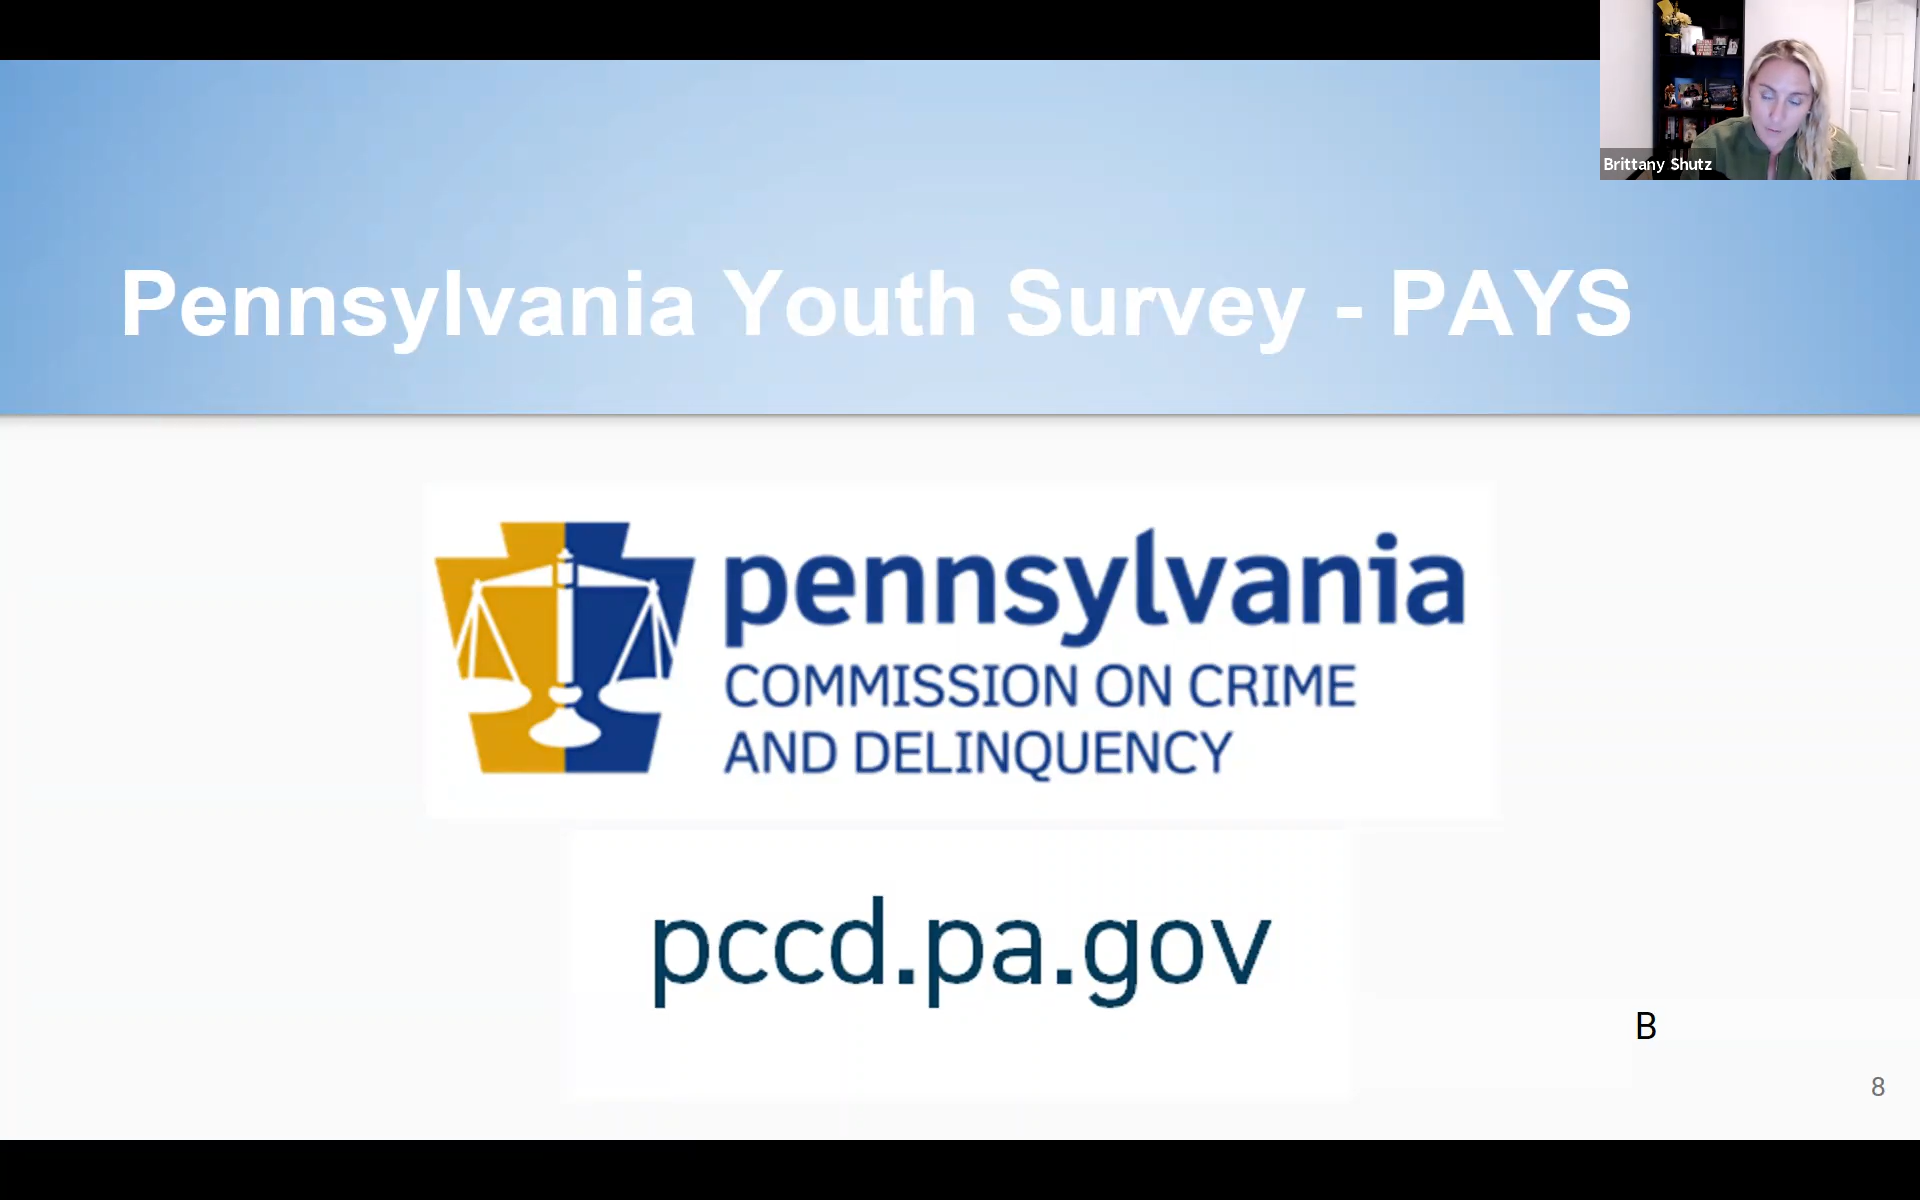 Brittany Shutz
Pennsylvania Youth Survey - PAYS
pennsylvania
COMMISSION ON CRIME
AND DELINQUENCY
pccd.pa.gov
B
8